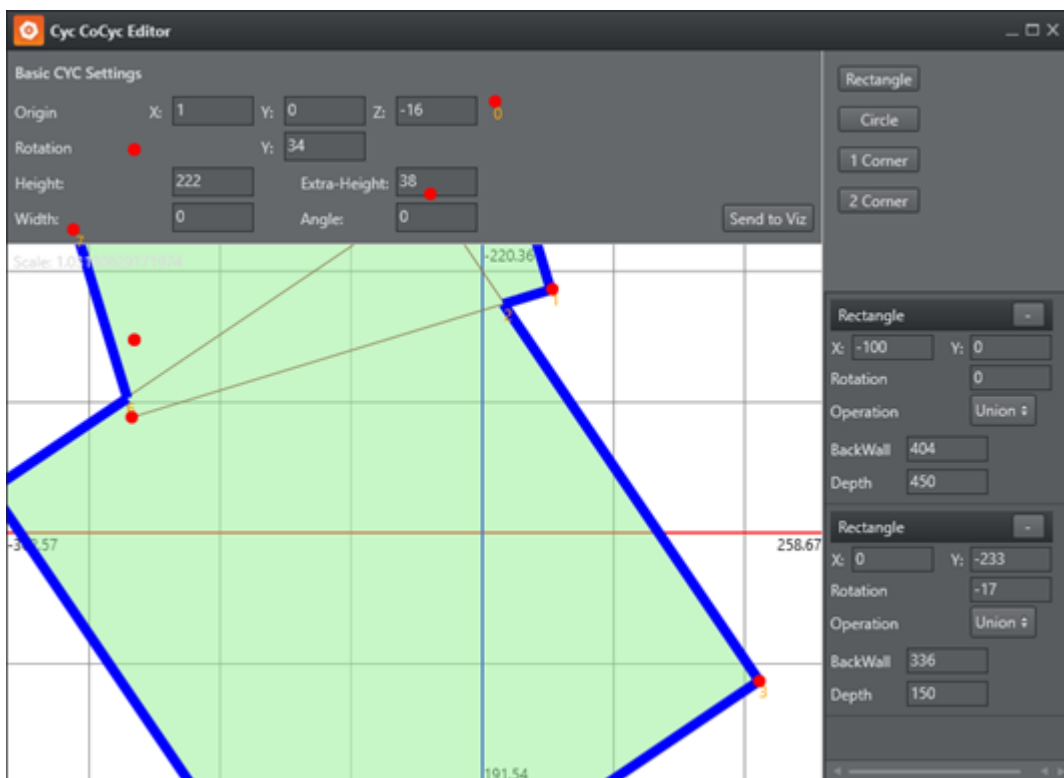 Cyc CoCyc Editor
Basic CYC Settings
Origin X: 1 Y: 0 Z: -16
0
Rotation Y: 34
Height: 222 Extra-Height: 38
Width: 0 Angle: 0
Send to Viz
Rectangle
Circle
1 Corner
2 Corner
-220.36
1
2
258.67
3
191.54
Rectangle -
X: -100 Y: 0
Rotation 0
Operation Union
BackWall 404
Depth 450
Rectangle -
X: 0 Y: -233
Rotation -17
Operation Union
BackWall 336
Depth 150